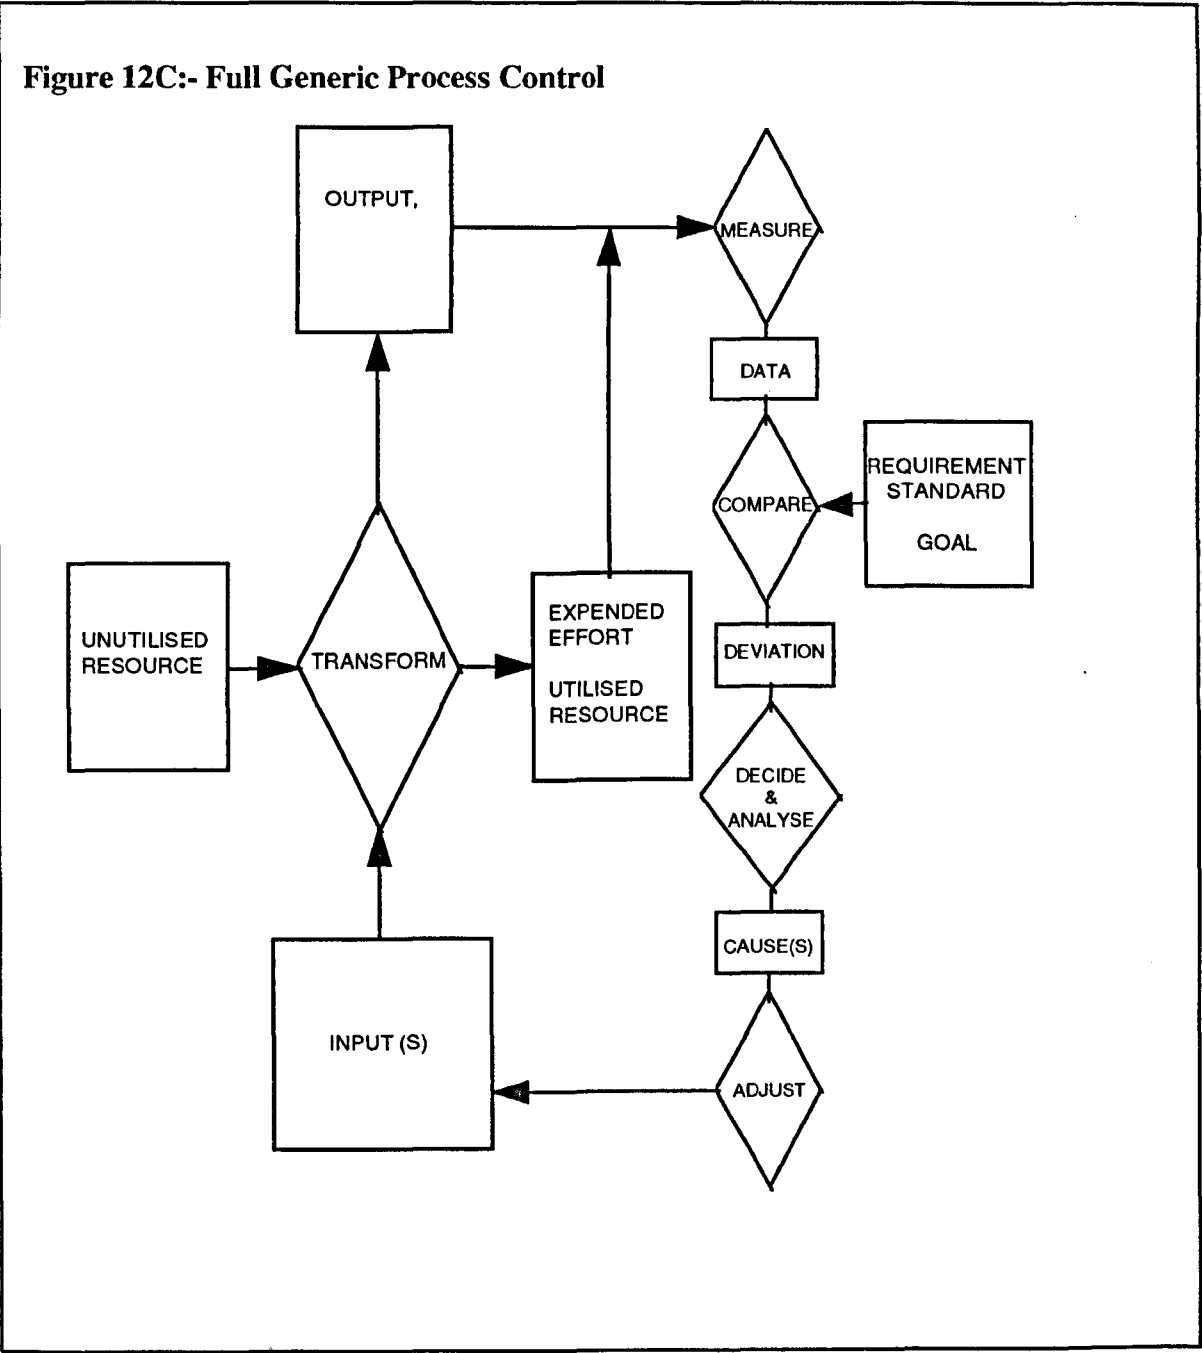 Figure 12C:- Full Generic Process Control
OUTPUT,
MEASURE
DATA
COMPARE
REQUIREMENT
STANDARD
GOAL
UNUTILISED
RESOURCE
TRANSFORM
EXPENDED
EFFORT
UTILISED
RESOURCE
DEVIATION
DECIDE
&
ANALYSE
CAUSE(S)
INPUT (S)
ADJUST